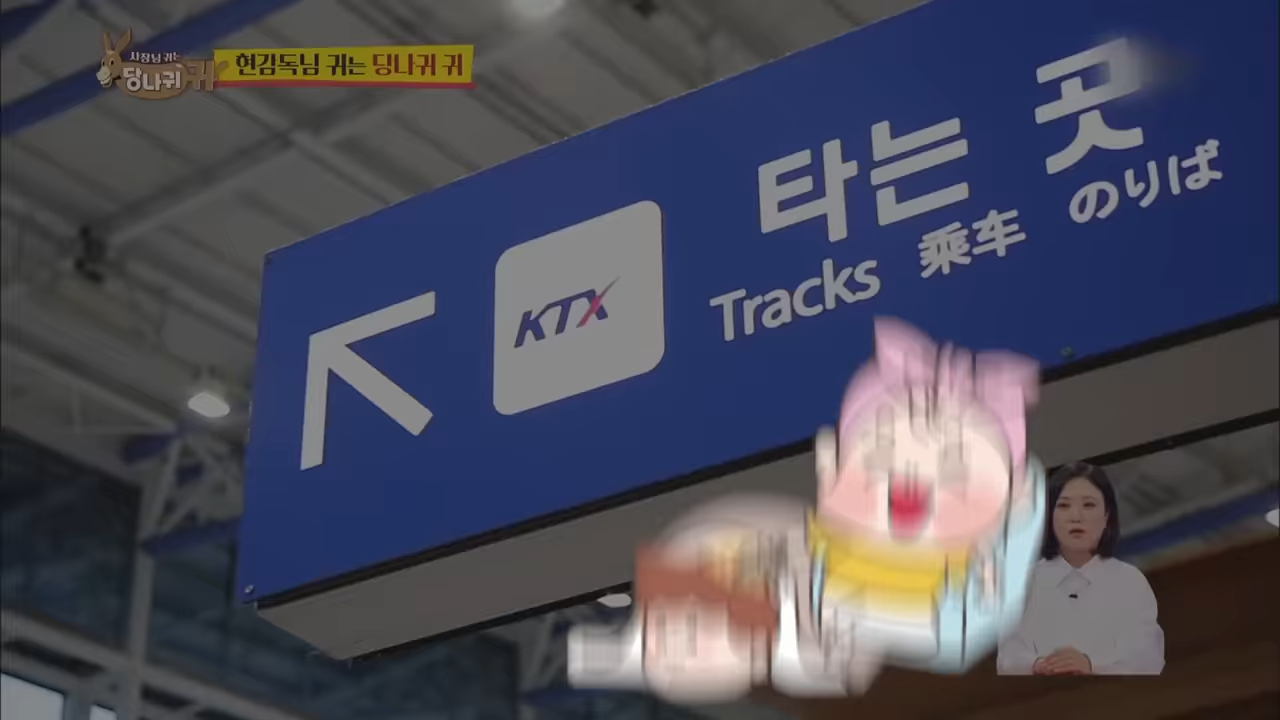 사장님 귀는
당나귀 귀
현감독님 귀는 딩나귀 귀
타는 곳
KTX
Tracks 乘车 のりば